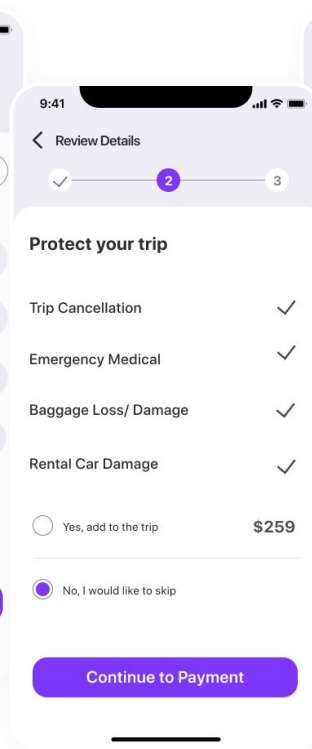 9:41
Review Details
2
3
Protect your trip
Trip Cancellation
Emergency Medical
Baggage Loss/ Damage
Rental Car Damage
Yes, add to the trip $259
No, I would like to skip
Continue to Payment